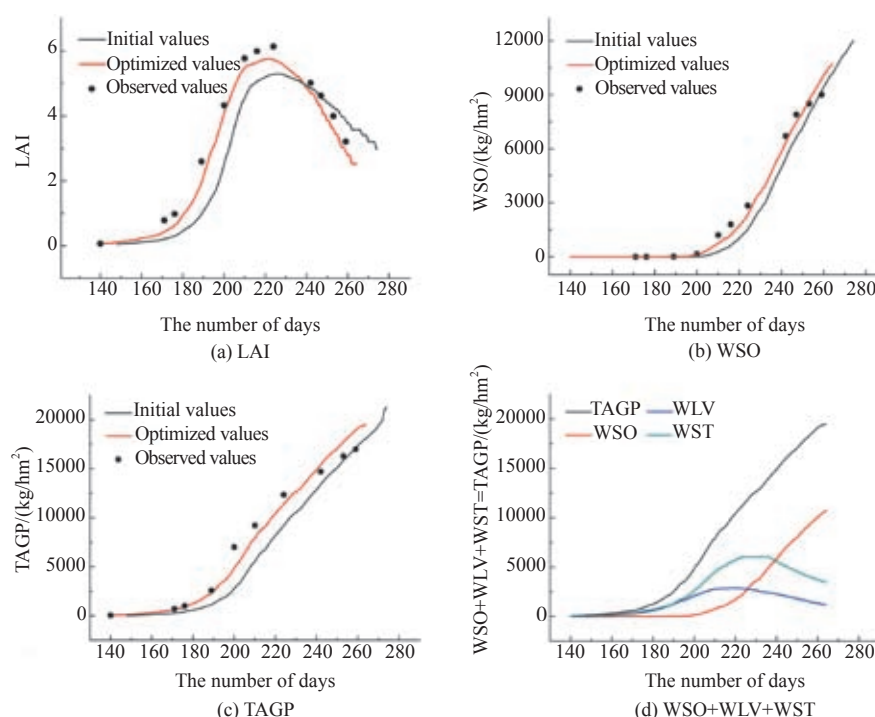 Initial values
Optimized values
Observed values
6
4
2
0
LAI
140 160 180 200 220 240 260 280
The number of days
(a) LAI
Initial values
Optimized values
Observed values
12000
9000
6000
3000
0
WSO/(kg/hm²)
140 160 180 200 220 240 260 280
The number of days
(b) WSO
Initial values
Optimized values
Observed values
20000
15000
10000
5000
0
TAGP/(kg/hm²)
140 160 180 200 220 240 260 280
The number of days
(c) TAGP
TAGP WLV
WSO WST
20000
15000
10000
5000
0
WSO+WLV+WST=TAGP/(kg/hm²)
140 160 180 200 220 240 260 280
The number of days
(d) WSO+WLV+WST